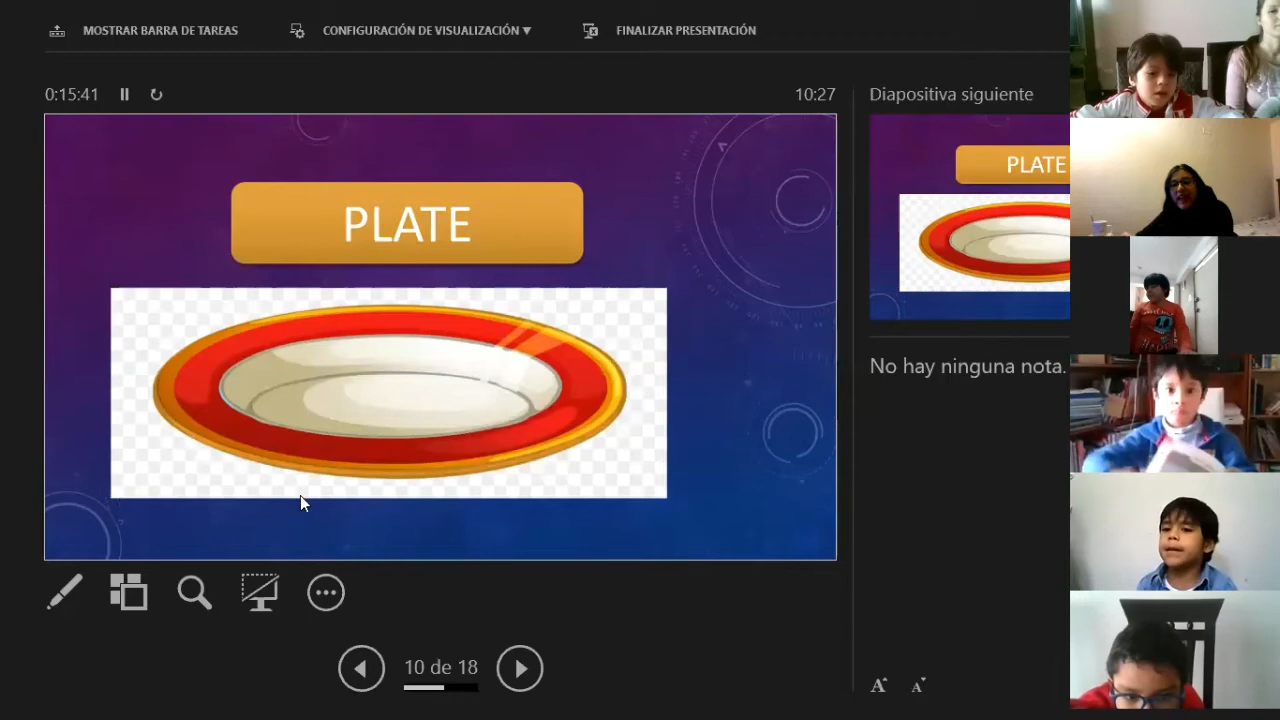 MOSTRAR BARRA DE TAREAS
CONFIGURACIÓN DE VISUALIZACIÓN ▼
FINALIZAR PRESENTACIÓN
0:15:41
10:27
Diapositiva siguiente
PLATE
PLATE
No hay ninguna nota.
10 de 18
A A